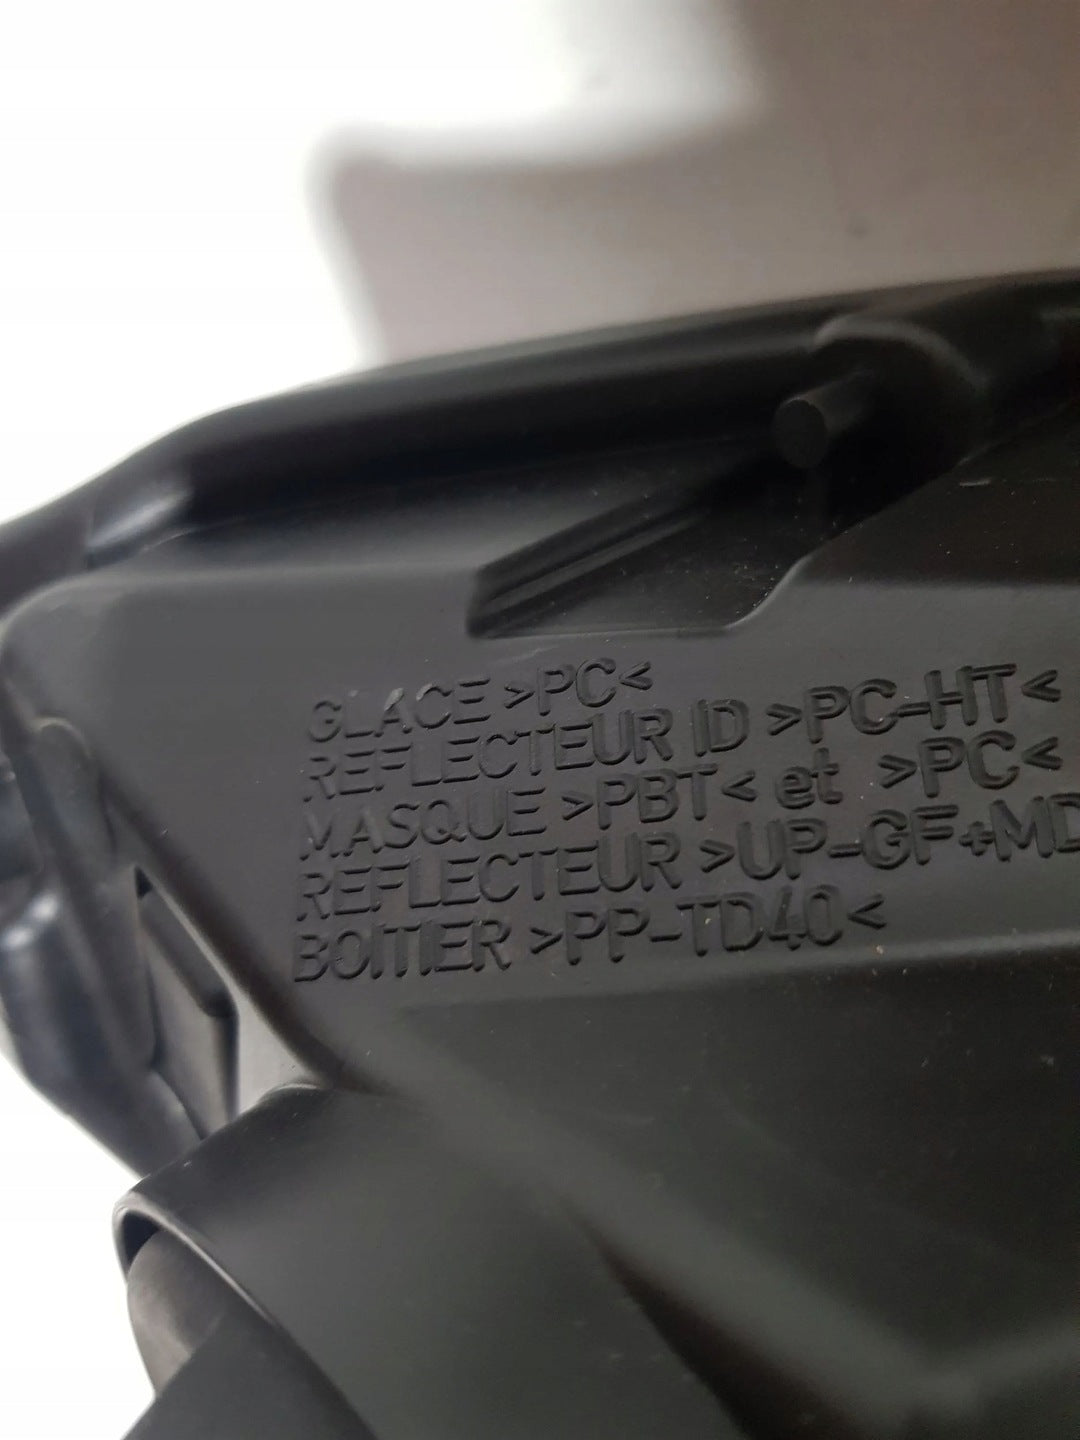 GLACE >PC<
REFLECTEUR ID >PC-HT<
MASQUE >PBT< et >PC<
REFLECTEUR >UP-GF+MD
BOITIER >PP-TD40<